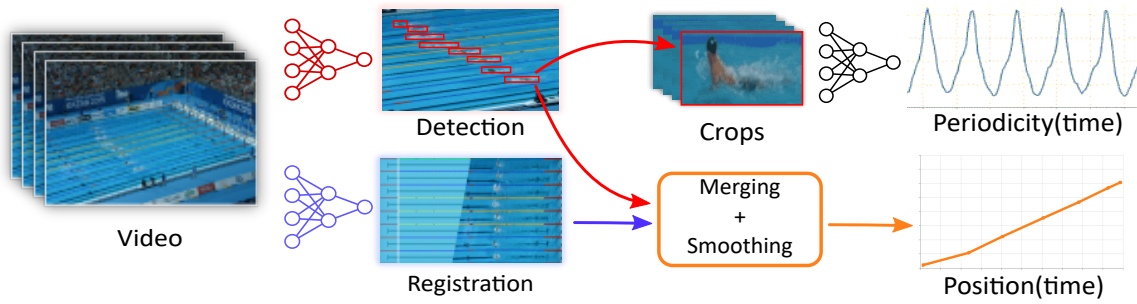 Video
Detection
Registration
Crops
Periodicity(time)
Merging
+
Smoothing
Position(time)